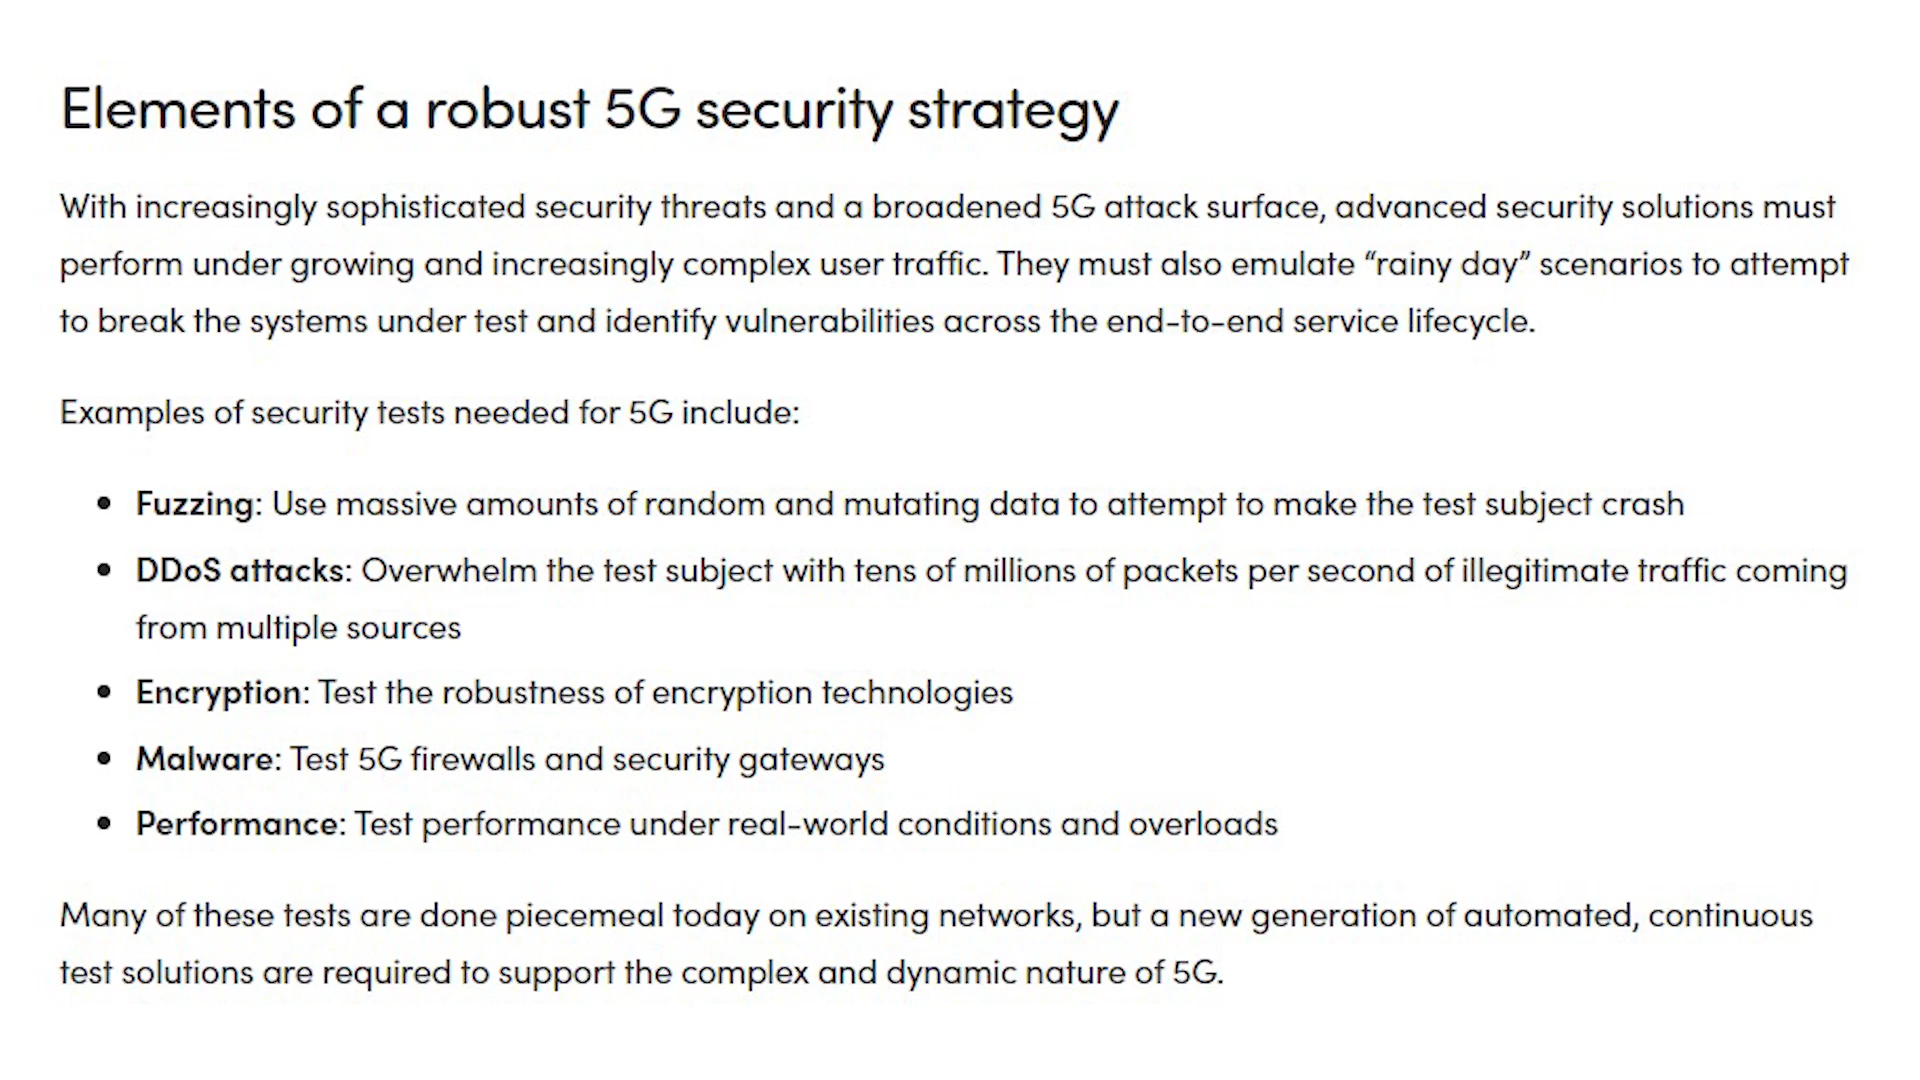 Elements of a robust 5G security strategy
With increasingly sophisticated security threats and a broadened 5G attack surface, advanced security solutions must
perform under growing and increasingly complex user traffic. They must also emulate “rainy day” scenarios to attempt
to break the systems under test and identify vulnerabilities across the end-to-end service lifecycle.
Examples of security tests needed for 5G include:
• Fuzzing: Use massive amounts of random and mutating data to attempt to make the test subject crash
• DDoS attacks: Overwhelm the test subject with tens of millions of packets per second of illegitimate traffic coming
from multiple sources
• Encryption: Test the robustness of encryption technologies
• Malware: Test 5G firewalls and security gateways
• Performance: Test performance under real-world conditions and overloads
Many of these tests are done piecemeal today on existing networks, but a new generation of automated, continuous
test solutions are required to support the complex and dynamic nature of 5G.